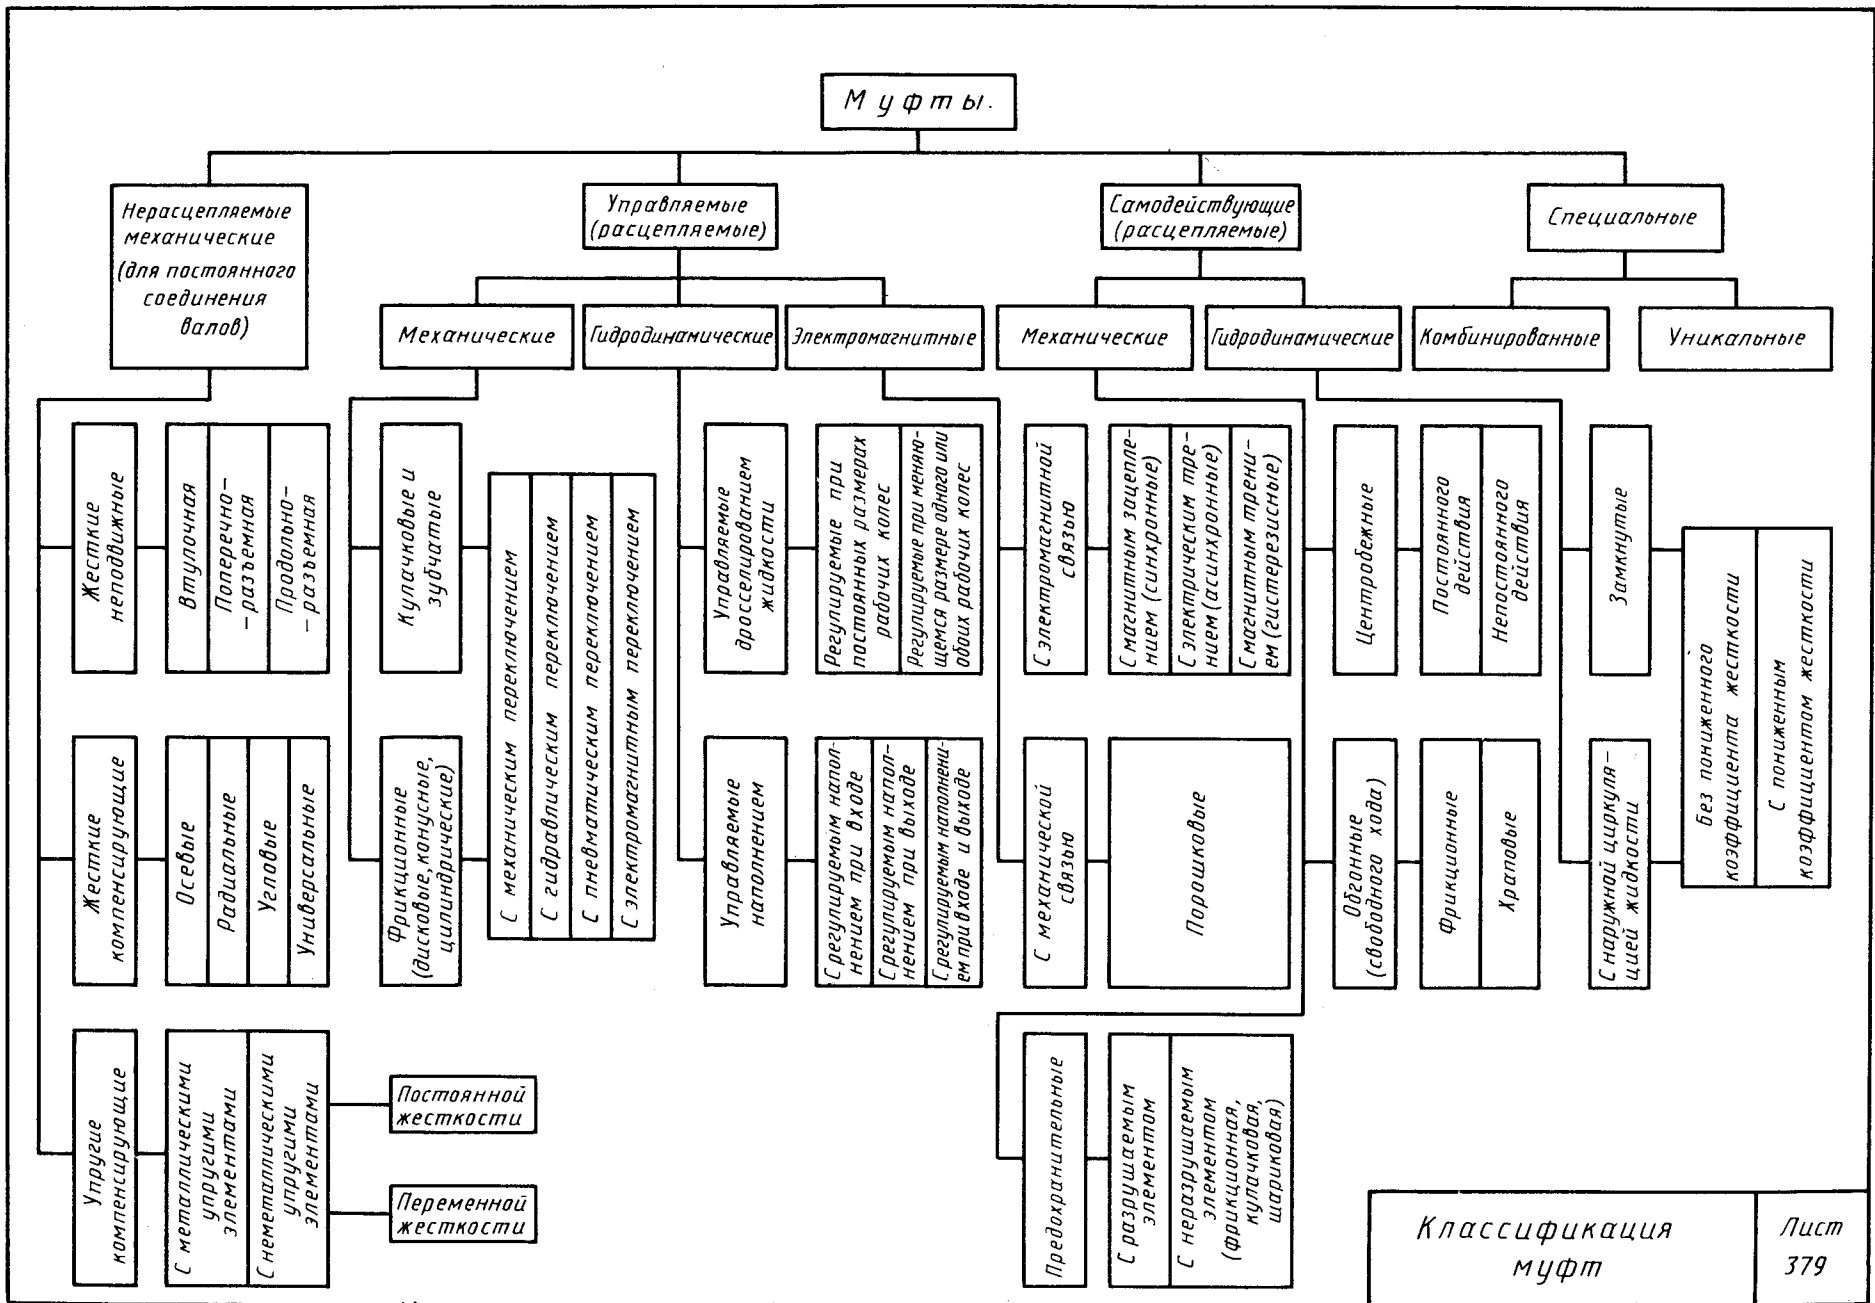 Муфты.
Нерасцепляемые
механические
(для постоянного
соединения
валов)
Управляемые
(расцепляемые)
Самодействующие
(расцепляемые)
Специальные
Механические
Гидродинамические
Электромагнитные
Механические
Гидродинамические
Комбинированные
Уникальные
Жесткие
неподвижные
Втулочная
Поперечно-
-разъемная
Продольно-
-разъемная
Кулачковые и
зубчатые
С механическим переключением
С гидравлическим переключением
С пневматическим переключением
С электромагнитным переключением
Управляемые
дросселированием
жидкости
Регулируемые при
постоянных размерах
рабочих колес
Регулируемые при меняю-
щемся размере одного или
обоих рабочих колес
С электромагнитной
связью
С магнитным зацепле-
нием (синхронные)
С электрическим тре-
нием (асинхронные)
С магнитным трени-
ем (гистерезисные)
Центробежные
Постоянного
действия
Непостоянного
действия
Замкнутые
Без пониженного
коэффициента жесткости
С пониженным
коэффициентом жесткости
Жесткие
компенсирующие
Осевые
Радиальные
Угловые
Универсальные
Фрикционные
(дисковые, конусные,
цилиндрические)
Управляемые
наполнением
С регулируемым напол-
нением при входе
С регулируемым напол-
нением при выходе
С регулируемым наполнени-
ем при входе и выходе
С механической
связью
Порошковые
Обгонные
(свободного хода)
Фрикционные
Храповые
С наружной циркуля-
цией жидкости
Упругие
компенсирующие
С металлическими
упругими
элементами
С неметаллическими
упругими
элементами
Постоянной
жесткости
Переменной
жесткости
Предохранительные
С разрушаемым
элементом
С неразрушаемым
элементом
(фрикционная,
кулачковая,
шариковая)
Классификация
муфт
Лист
379